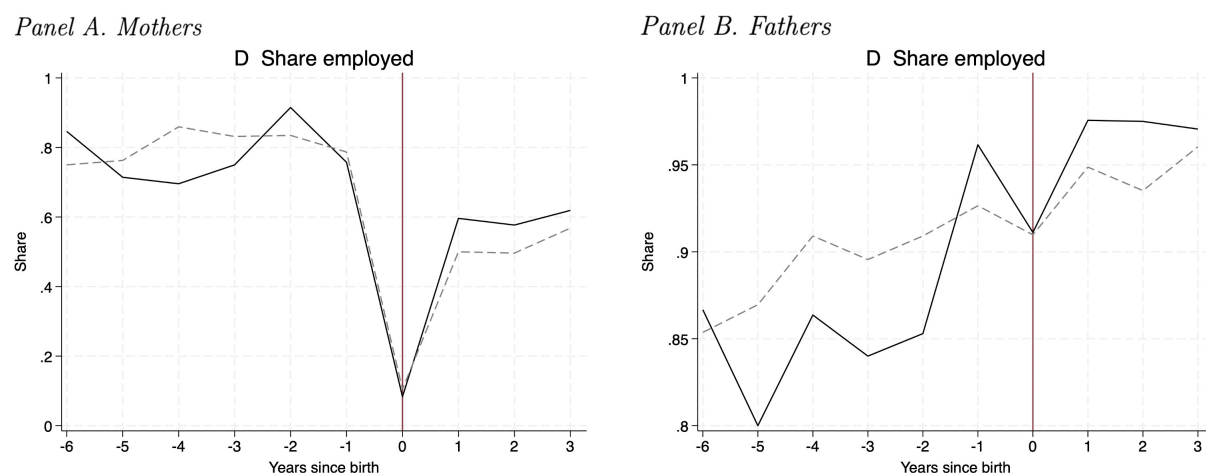 Panel A. Mothers
D Share employed
1
.8
.6
.4
.2
0
Share
-6 -5 -4 -3 -2 -1 0 1 2 3
Years since birth
Panel B. Fathers
D Share employed
1
.95
.9
.85
.8
Share
-6 -5 -4 -3 -2 -1 0 1 2 3
Years since birth